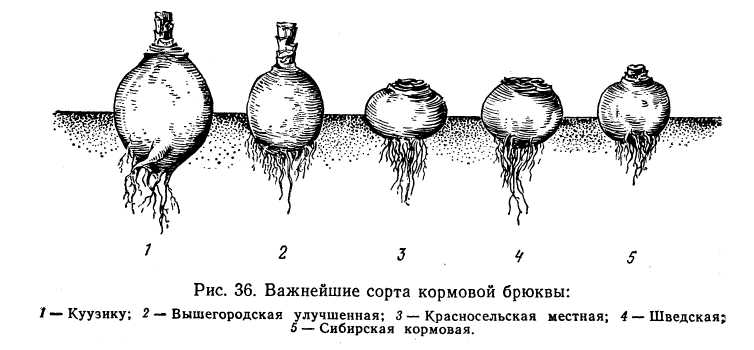 1 2 3 4 5
Рис. 36. Важнейшие сорта кормовой брюквы:
1 — Куузику; 2 — Вышегородская улучшенная; 3 — Красносельская местная; 4 — Шведская;
5 — Сибирская кормовая.